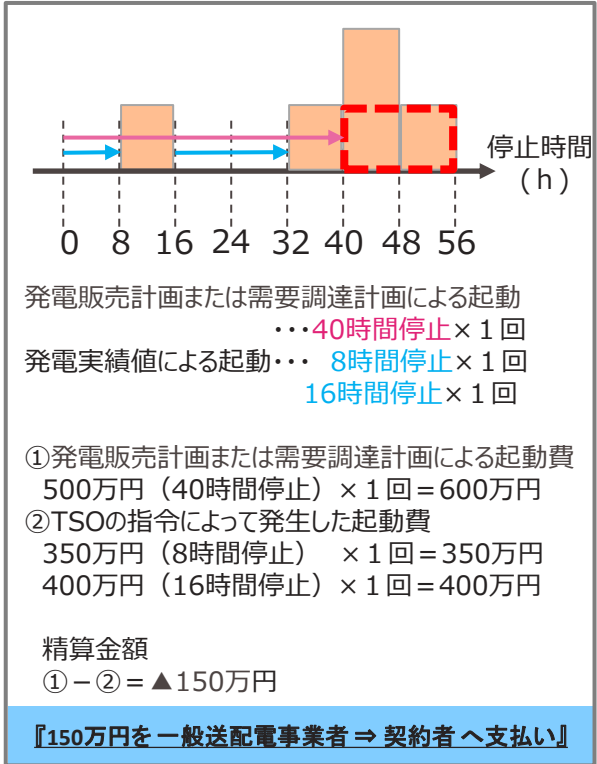 停止時間
(h)
0 8 16 24 32 40 48 56
発電販売計画または需要調達計画による起動
・・・40時間停止×1回
発電実績値による起動・・・ 8時間停止×1回
16時間停止×1回
①発電販売計画または需要調達計画による起動費
500万円（40時間停止）×1回＝600万円
②TSOの指令によって発生した起動費
350万円（8時間停止） ×1回＝350万円
400万円（16時間停止）×1回＝400万円
精算金額
①－②＝▲150万円
『150万円を一般送配電事業者 ⇒ 契約者 へ支払い』